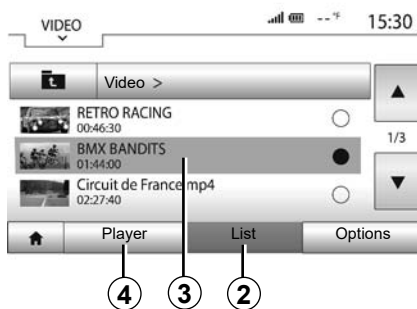 VIDEO
--°F 15:30
Video >
RETRO RACING
00:46:30
1/3
BMX BANDITS
01:44:00
Circuit de France.mp4
02:27:40
Player List Options
4 3 2